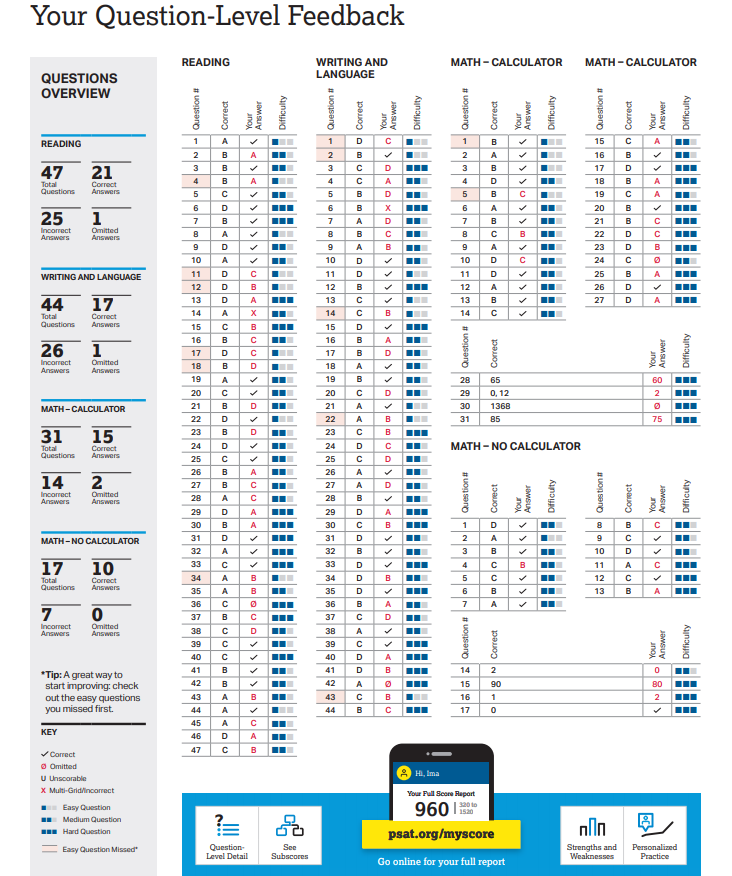 Your Question-Level Feedback
QUESTIONS
OVERVIEW
READING
47 21
Total Questions Correct Answers
25 1
Incorrect Answers Omitted Answers
WRITING AND LANGUAGE
44 17
Total Questions Correct Answers
26 1
Incorrect Answers Omitted Answers
MATH – CALCULATOR
31 15
Total Questions Correct Answers
14 2
Incorrect Answers Omitted Answers
MATH – NO CALCULATOR
17 10
Total Questions Correct Answers
7 0
Incorrect Answers Omitted Answers
*Tip: A great way to
start improving: check
out the easy questions
you missed first.
KEY
✓ Correct
Ø Omitted
U Unscorable
X Multi-Grid/Incorrect
Easy Question
Medium Question
Hard Question
Easy Question Missed*
READING
Question # Correct Your Answer Difficulty
1 A ✓
2 B A
3 B ✓
4 B A
5 C ✓
6 D ✓
7 B ✓
8 A ✓
9 D ✓
10 A ✓
11 D C
12 D B
13 D A
14 A X
15 C B
16 B C
17 D C
18 B D
19 A ✓
20 C ✓
21 B D
22 D ✓
23 B D
24 D ✓
25 C ✓
26 B A
27 B C
28 A C
29 D A
30 B A
31 D ✓
32 A ✓
33 C ✓
34 A B
35 A B
36 C Ø
37 B C
38 C D
39 C ✓
40 C ✓
41 B ✓
42 B ✓
43 A B
44 A ✓
45 A C
46 D A
47 C B
WRITING AND
LANGUAGE
Question # Correct Your Answer Difficulty
1 D C
2 B ✓
3 C D
4 C A
5 B D
6 B X
7 A D
8 B C
9 A B
10 D ✓
11 D ✓
12 B ✓
13 C ✓
14 C B
15 D ✓
16 B A
17 B D
18 A ✓
19 B ✓
20 C D
21 A ✓
22 A B
23 C B
24 D C
25 C D
26 A ✓
27 A D
28 B ✓
29 D A
30 C B
31 D ✓
32 B ✓
33 D ✓
34 D B
35 D ✓
36 B A
37 C D
38 A ✓
39 C ✓
40 D A
41 D B
42 A Ø
43 C B
44 B C
MATH – CALCULATOR
Question # Correct Your Answer Difficulty
1 B ✓
2 A ✓
3 B ✓
4 D ✓
5 B C
6 A ✓
7 B ✓
8 C B
9 A ✓
10 D C
11 D ✓
12 A ✓
13 B ✓
14 C ✓
MATH – CALCULATOR
Question # Correct Your Answer Difficulty
15 C A
16 B ✓
17 D ✓
18 B A
19 C A
20 B ✓
21 B C
22 D C
23 D B
24 C Ø
25 B A
26 D ✓
27 D A
Question # Correct Your Answer Difficulty
28 65 60
29 0, 12 2
30 1368 Ø
31 85 75
MATH – NO CALCULATOR
Question # Correct Your Answer Difficulty
1 D ✓
2 A ✓
3 B ✓
4 C B
5 C ✓
6 B ✓
7 A ✓
Question # Correct Your Answer Difficulty
8 B C
9 C ✓
10 D ✓
11 A C
12 C ✓
13 B A
Question # Correct Your Answer Difficulty
14 2 0
15 90 80
16 1 2
17 0 ✓
Question-
Level Detail
See
Subscores
Hi, Ima
Your Full Score Report
960 320 to 1520
psat.org/myscore
Go online for your full report
Strengths and
Weaknesses
Personalized
Practice